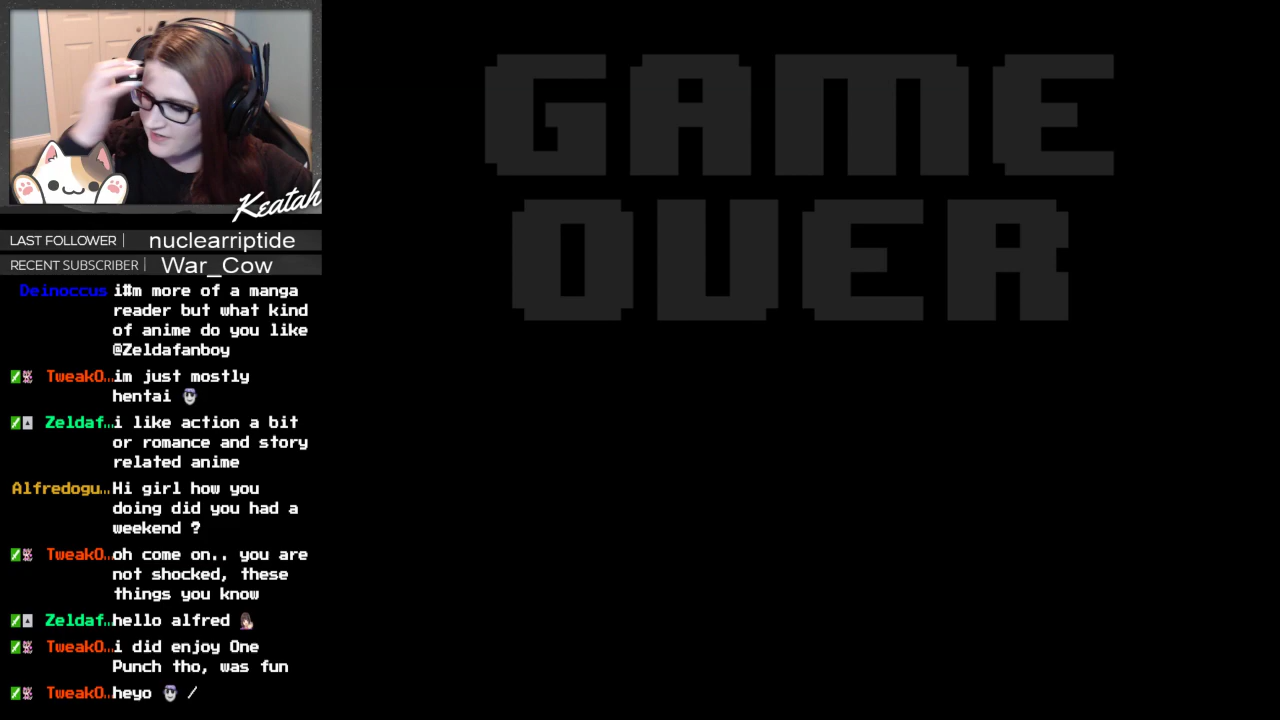 GAME
OVER
Keatah
LAST FOLLOWER | nuclearriptide
RECENT SUBSCRIBER | War_Cow
Deinoccus i#m more of a manga
reader but what kind
of anime do you like
@Zeldafanboy
TweakO… im just mostly
hentai
Zeldaf… i like action a bit
or romance and story
related anime
Alfredogu… Hi girl how you
doing did you had a
weekend ?
TweakO… oh come on.. you are
not shocked, these
things you know
Zeldaf… hello alfred
TweakO… i did enjoy One
Punch tho, was fun
TweakO… heyo /